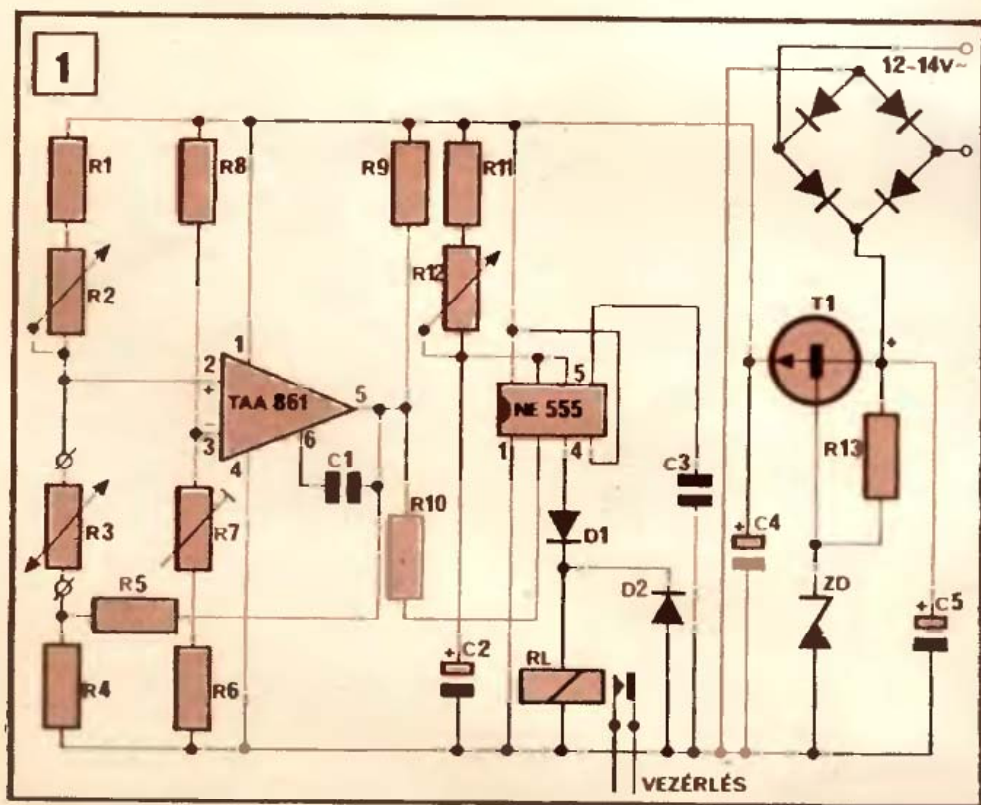 1
12-14V~
R1
R8
R9
R11
R2
R12
T1
1
2
+
TAA 861
5
3
-
4
6
C1
5
NE 555
1
4
+
R13
C3
R3
R7
R10
D1
+
C4
R5
D2
ZD
+
C5
+
C2
R4
R6
RL
VEZÉRLÉS